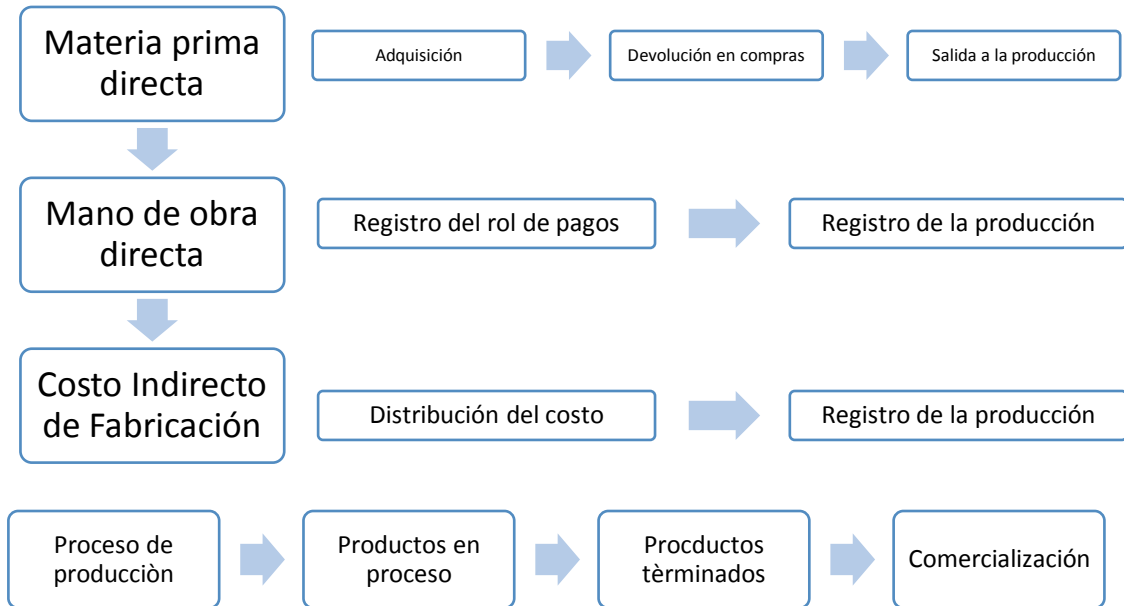 Materia prima
directa
Adquisición
Devolución en compras
Salida a la producción
Mano de obra
directa
Registro del rol de pagos
Registro de la producción
Costo Indirecto
de Fabricación
Distribución del costo
Registro de la producción
Proceso de
producciòn
Productos en
proceso
Procductos
tèrminados
Comercialización